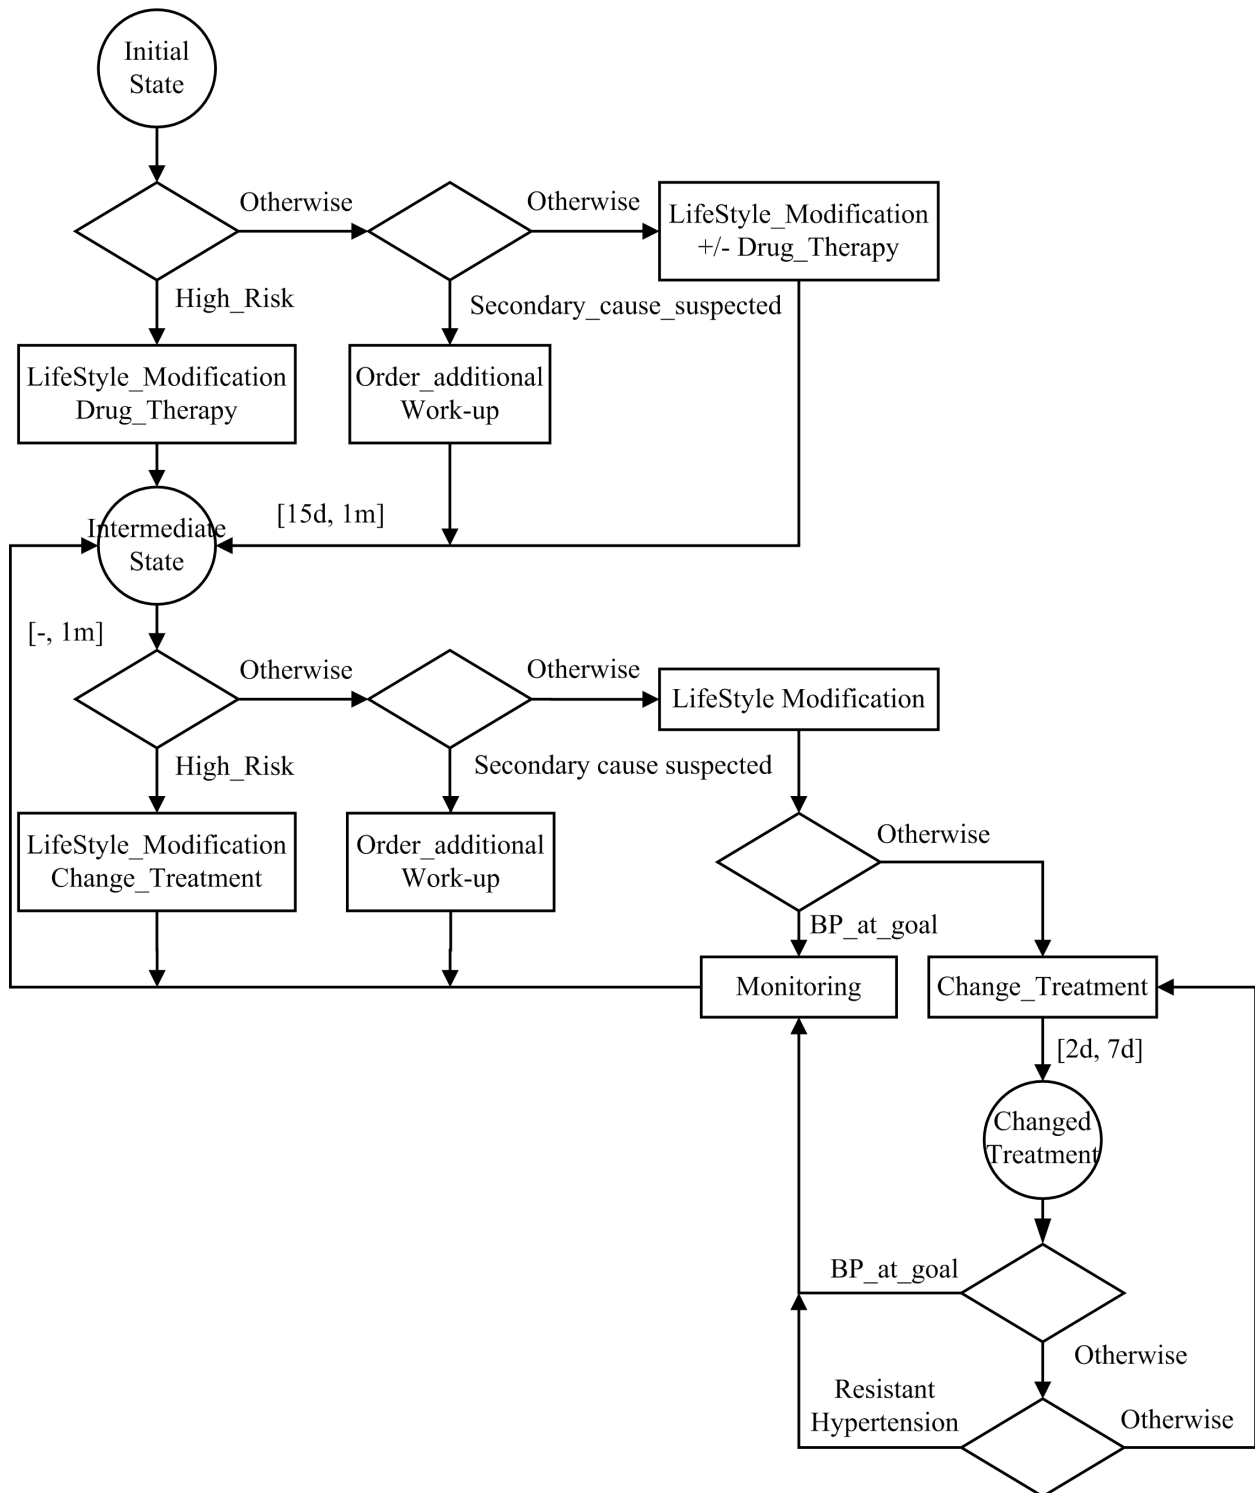 Initial
State
Otherwise
Otherwise
LifeStyle_Modification
+/- Drug_Therapy
High_Risk
Secondary_cause_suspected
LifeStyle_Modification
Drug_Therapy
Order_additional
Work-up
[15d, 1m]
Intermediate
State
[-, 1m]
Otherwise
Otherwise
LifeStyle Modification
High_Risk
Secondary cause suspected
LifeStyle_Modification
Change_Treatment
Order_additional
Work-up
Otherwise
BP_at_goal
Monitoring
Change_Treatment
[2d, 7d]
Changed
Treatment
BP_at_goal
Otherwise
Resistant
Hypertension
Otherwise